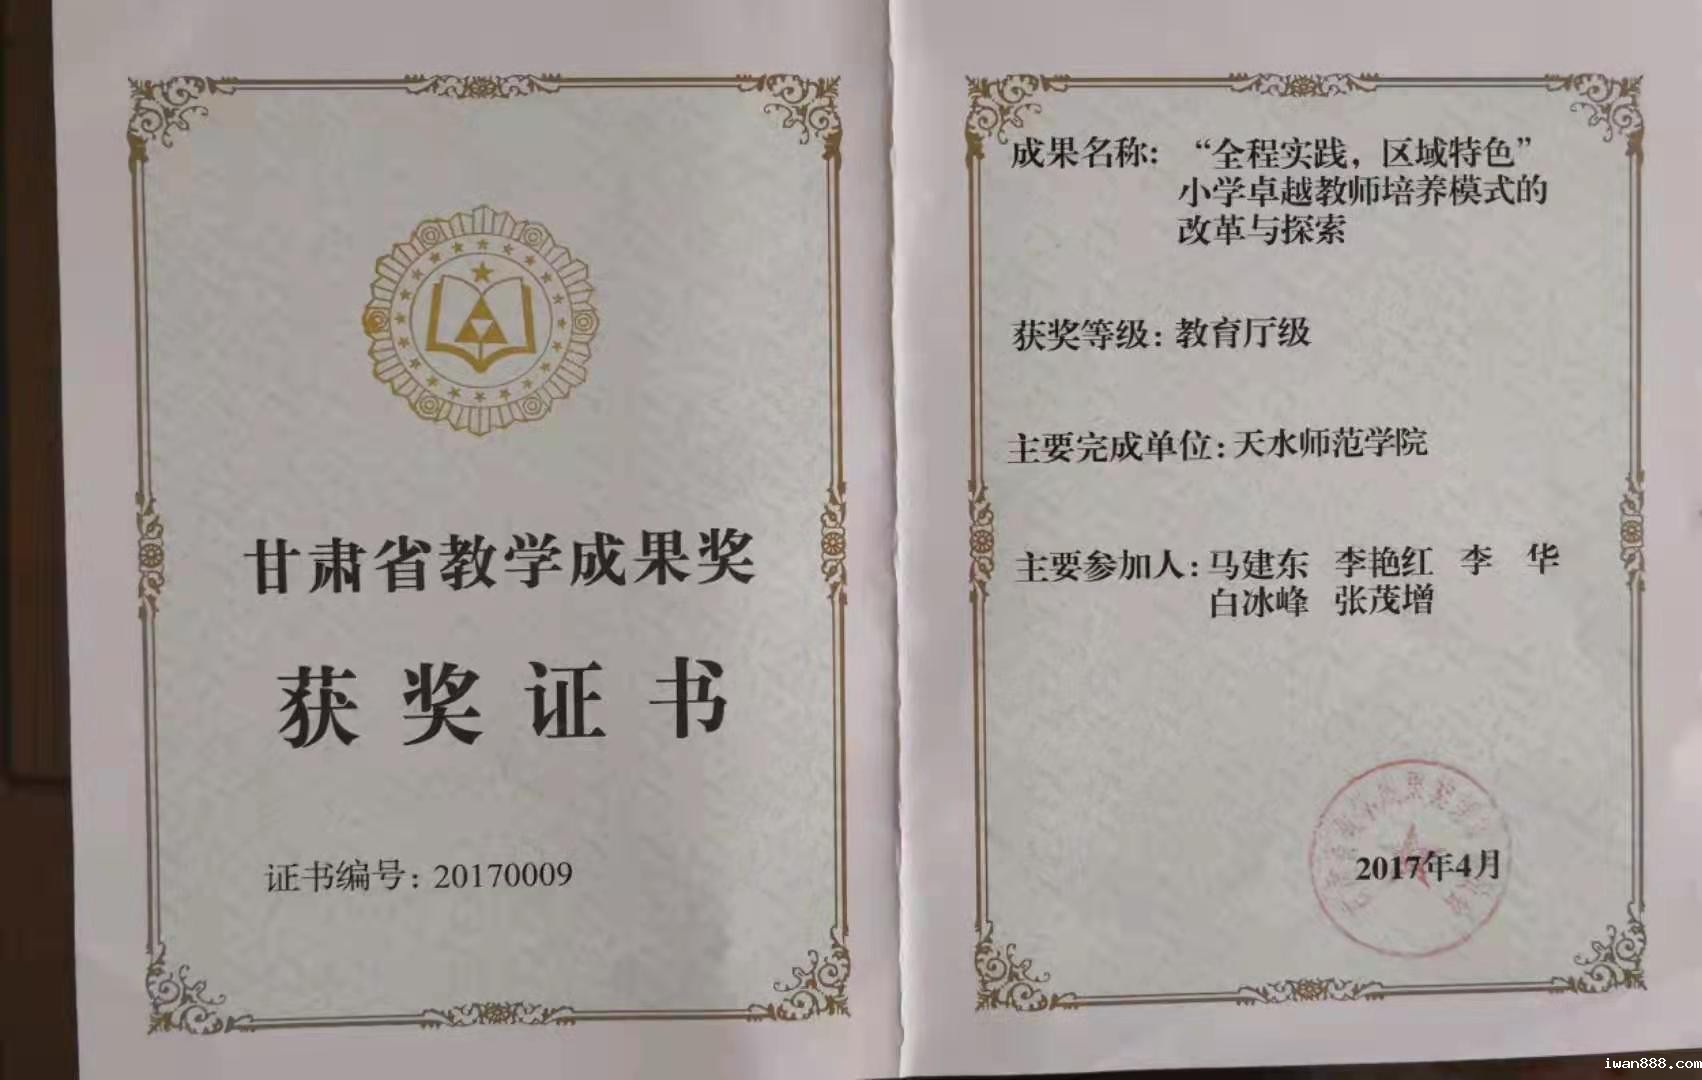 甘肃省教学成果奖
获奖证书
证书编号：20170009
成果名称：“全程实践，区域特色”
小学卓越教师培养模式的
改革与探索
获奖等级：教育厅级
主要完成单位：天水师范学院
主要参加人：马建东 李艳红 李 华
白冰峰 张茂增
2017年4月
iwan888.com